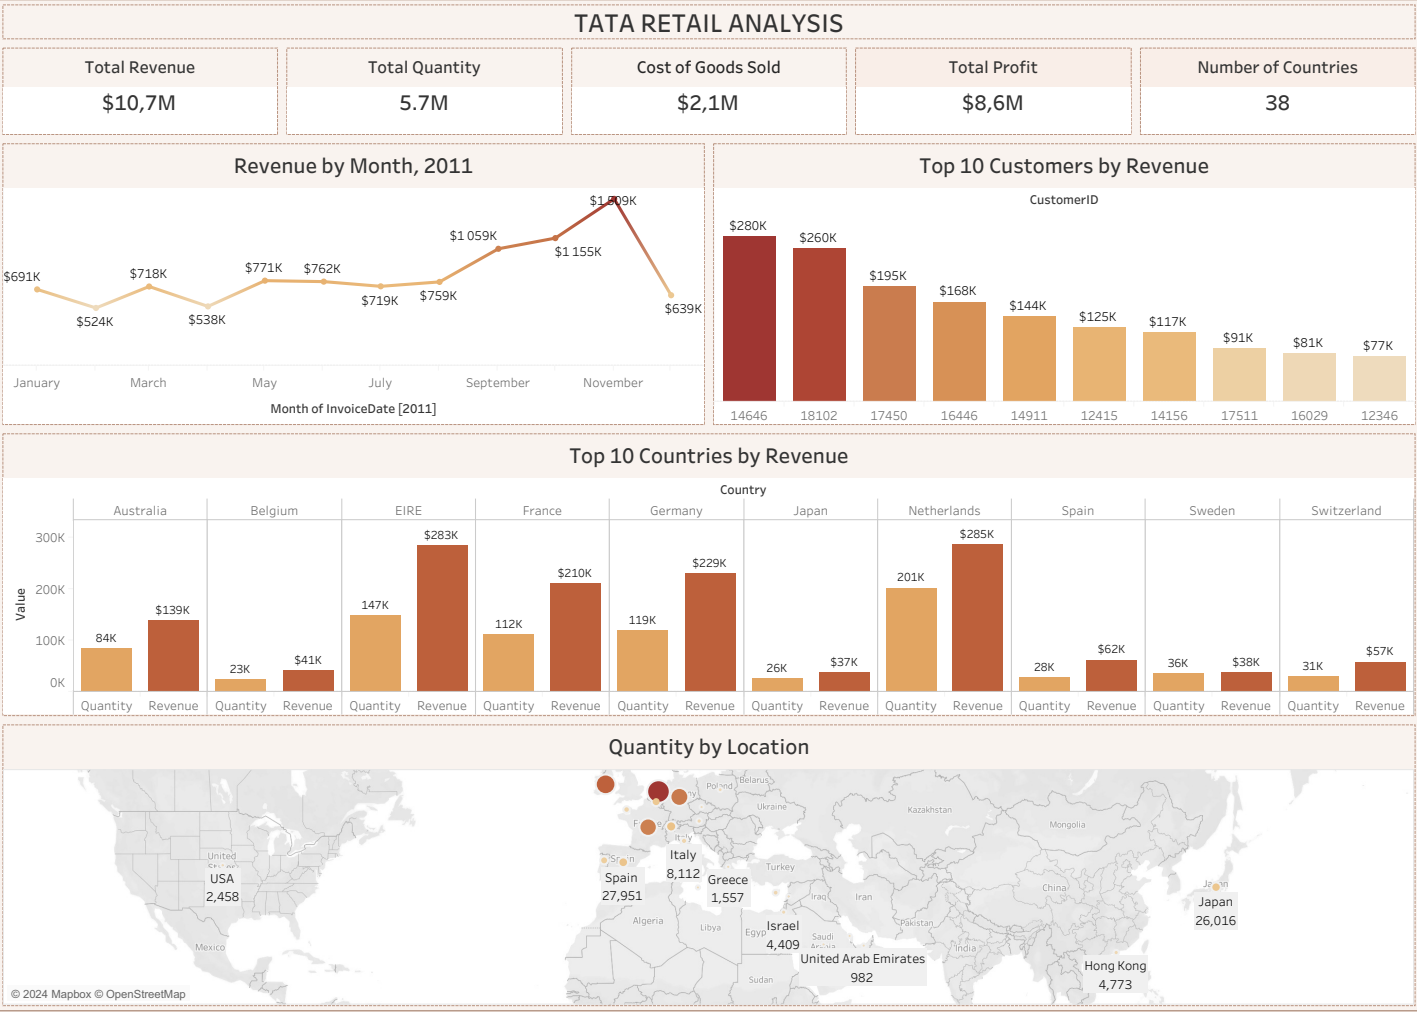 TATA RETAIL ANALYSIS
Total Revenue
$10,7M
Total Quantity
5.7M
Cost of Goods Sold
$2,1M
Total Profit
$8,6M
Number of Countries
38
Revenue by Month, 2011
$691K
$524K
$718K
$538K
$771K
$762K
$719K
$759K
$1 059K
$1 155K
$639K
January March May July September November
Month of InvoiceDate [2011]
Top 10 Customers by Revenue
CustomerID
$280K $260K $195K $168K $144K $125K $117K $91K $81K $77K
14646 18102 17450 16446 14911 12415 14156 17511 16029 12346
Top 10 Countries by Revenue
Country
Australia Belgium EIRE France Germany Japan Netherlands Spain Sweden Switzerland
Value
300K
200K
100K
0K
84K $139K 23K $41K 147K $283K 112K $210K 119K $229K 26K $37K 201K $285K 28K $62K 36K $38K 31K $57K
Quantity Revenue Quantity Revenue Quantity Revenue Quantity Revenue Quantity Revenue Quantity Revenue Quantity Revenue Quantity Revenue Quantity Revenue Quantity Revenue
Quantity by Location
Belarus
Poland
Ukraine
Kazakhstan
Mongolia
United
USA
2,458
Mexico
Spain
27,951
Italy
8,112
Greece
1,557
Turkey
Iraq
Iran
China
Japan
26,016
Algeria
Libya
Israel
4,409
Saudi
Pakistan
India
United Arab Emirates
982
Sudan
Hong Kong
4,773
© 2024 Mapbox © OpenStreetMap